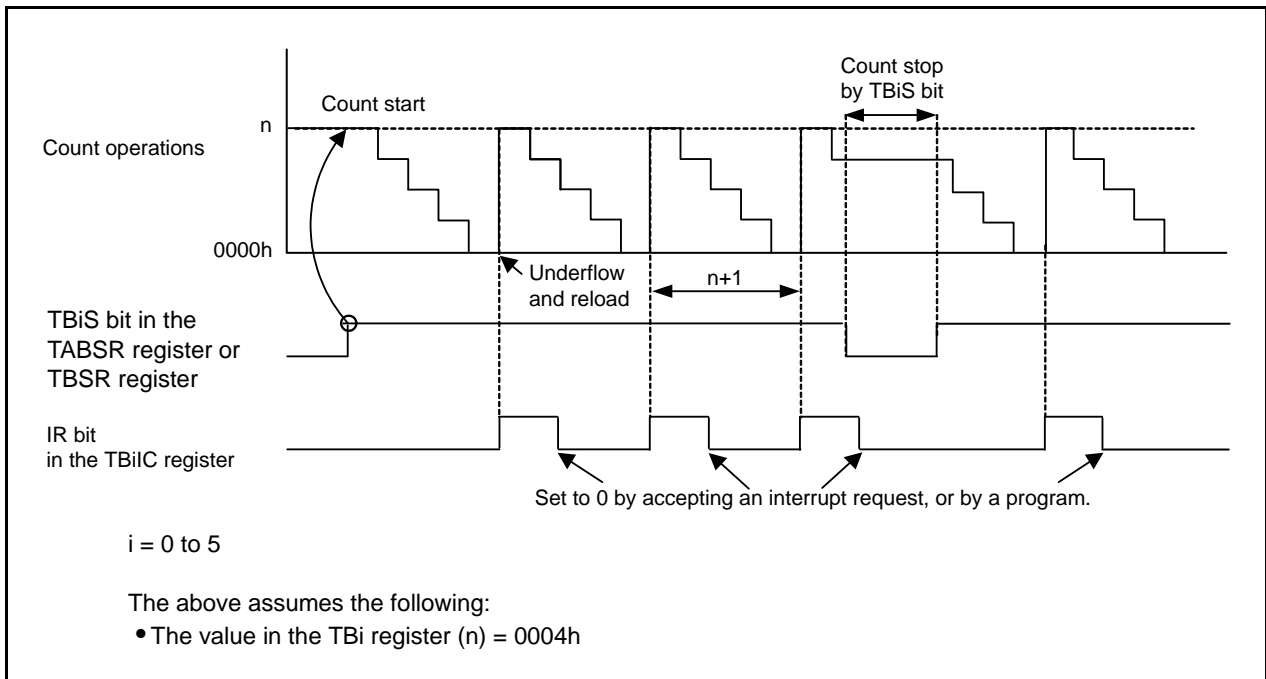 Count stop
by TBiS bit
Count start
n
Count operations
0000h
Underflow
and reload
n+1
TBiS bit in the
TABSR register or
TBSR register
IR bit
in the TBiIC register
Set to 0 by accepting an interrupt request, or by a program.
i = 0 to 5
The above assumes the following:
• The value in the TBi register (n) = 0004h